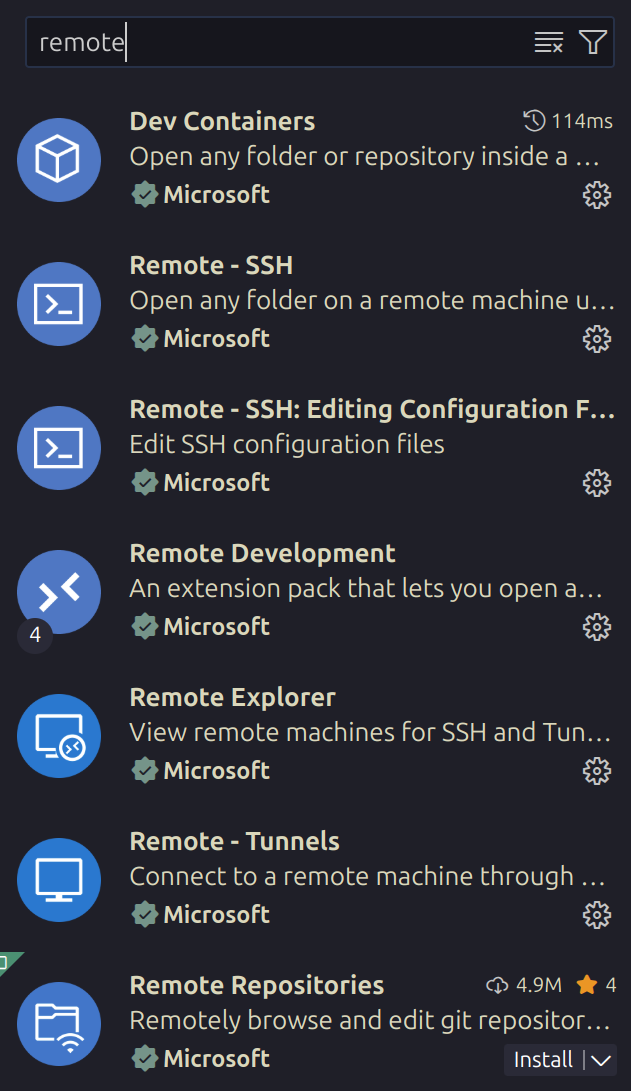 remote
Dev Containers 114ms
Open any folder or repository inside a ...
Microsoft
Remote - SSH
Open any folder on a remote machine u...
Microsoft
Remote - SSH: Editing Configuration F...
Edit SSH configuration files
Microsoft
Remote Development
An extension pack that lets you open a...
4
Microsoft
Remote Explorer
View remote machines for SSH and Tun...
Microsoft
Remote - Tunnels
Connect to a remote machine through ...
Microsoft
Remote Repositories 4.9M 4
Remotely browse and edit git repositor...
Microsoft Install